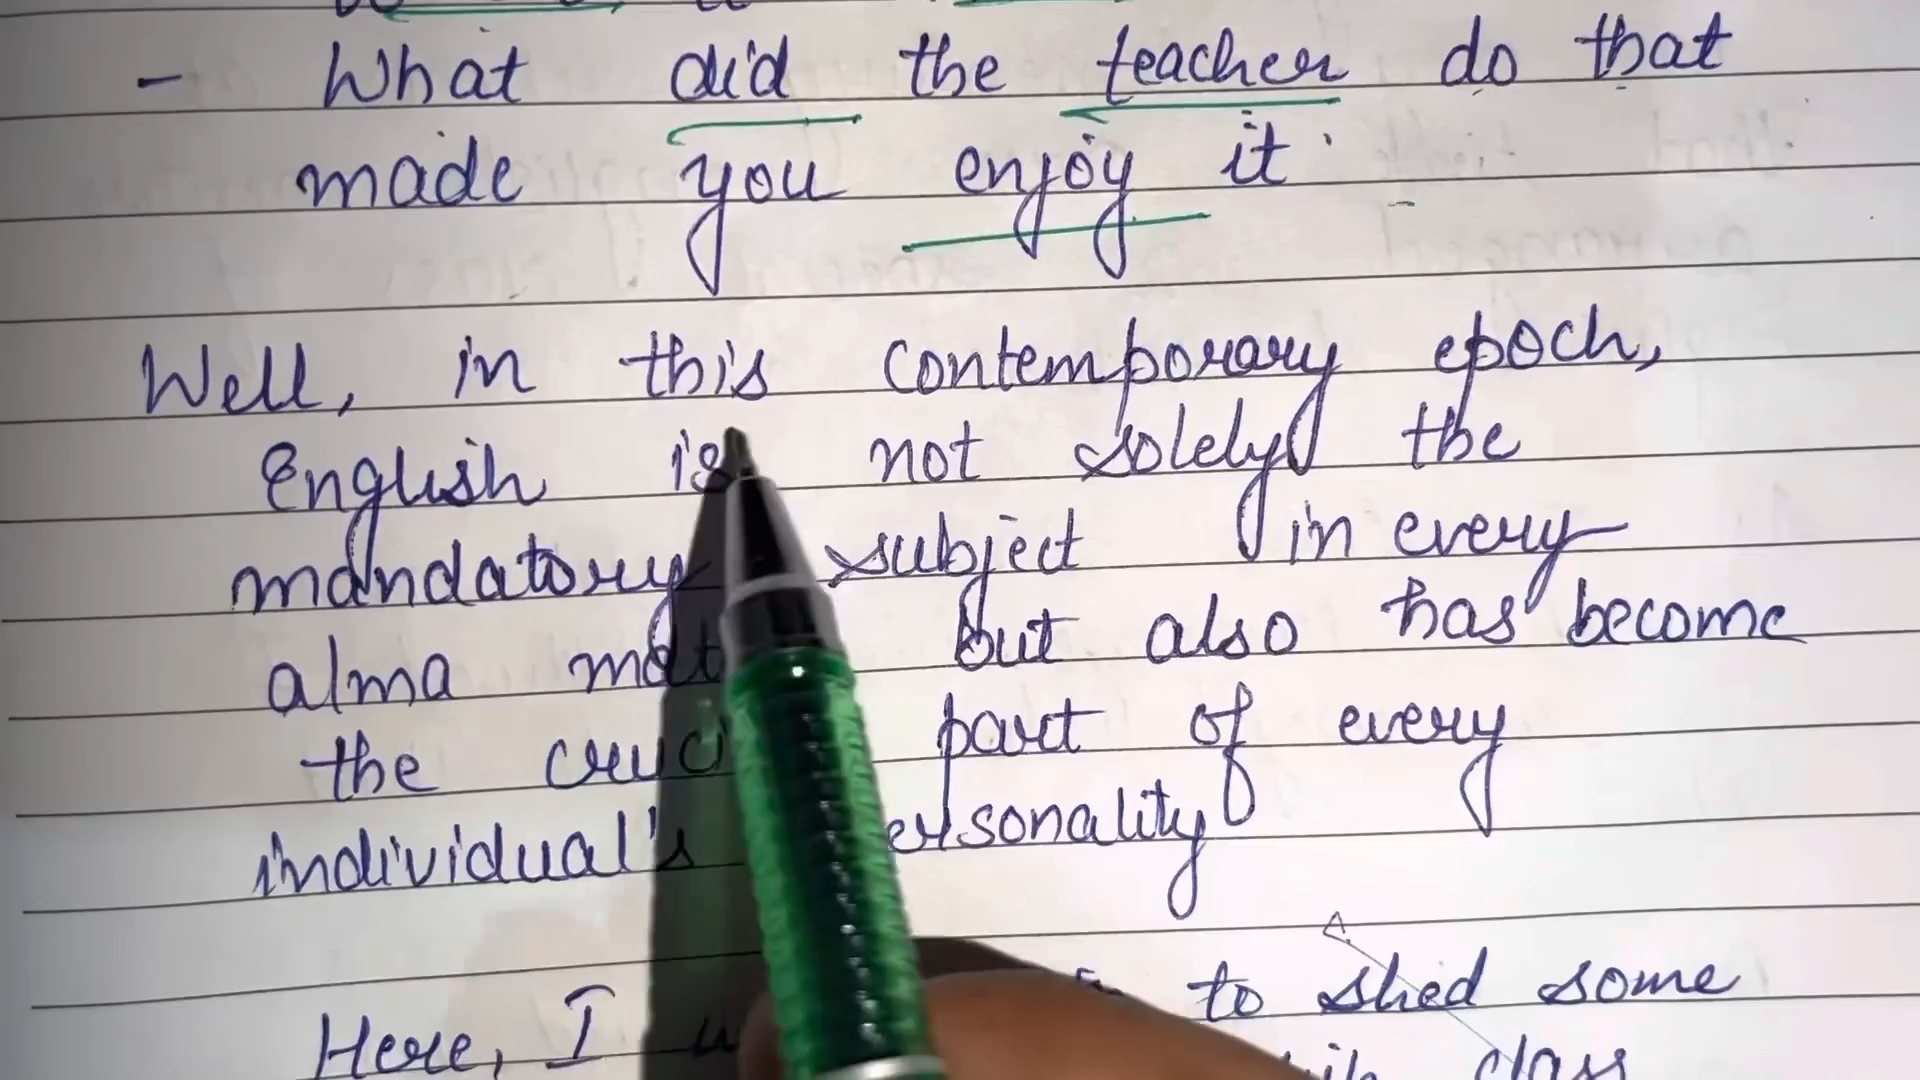 - What did the teacher do that
made you enjoy it.
Well, in this contemporary epoch,
English is not solely the
mandatory subject in every
alma but also has become
the part of every
individual's
Here, I to shed some
class